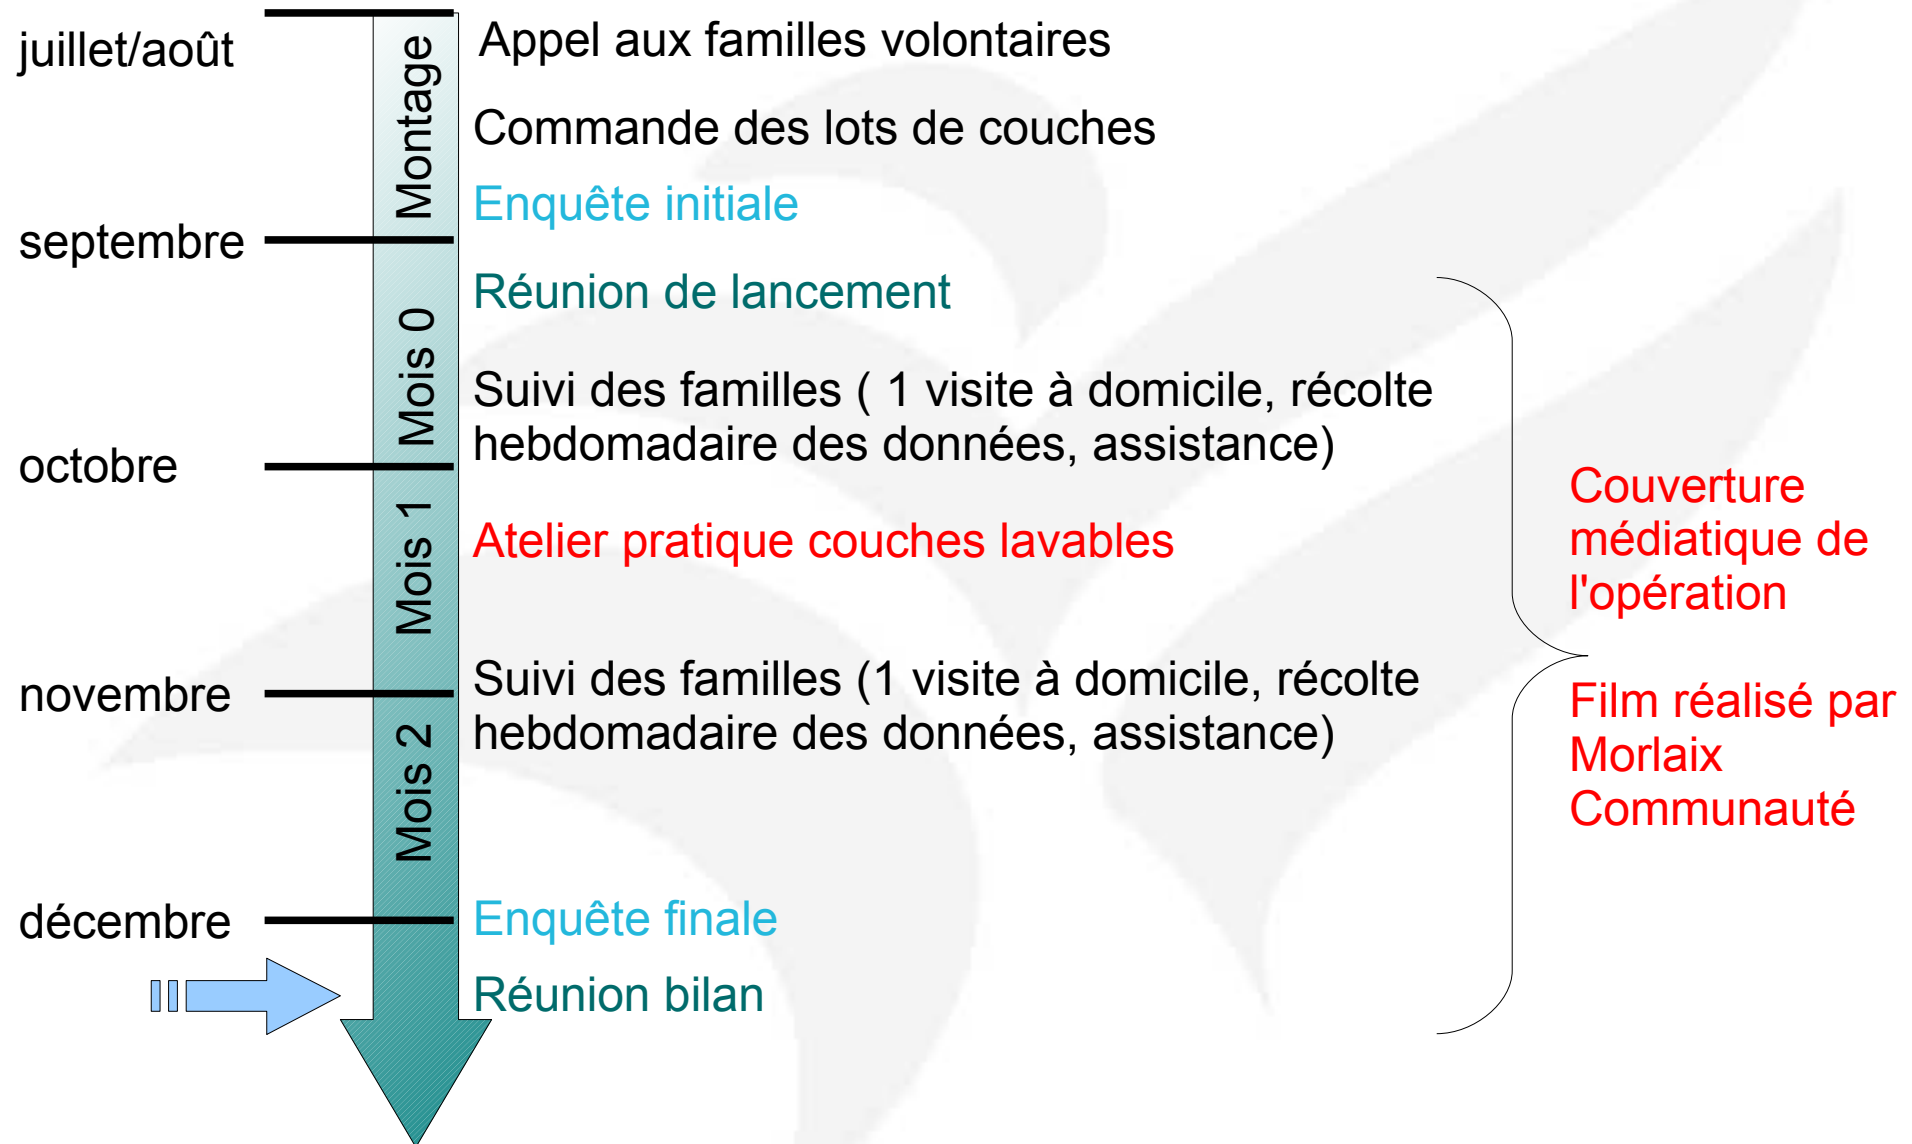 juillet/août
Montage
Appel aux familles volontaires
Commande des lots de couches
Enquête initiale
septembre
Mois 0
Réunion de lancement
Suivi des familles ( 1 visite à domicile, récolte
hebdomadaire des données, assistance)
octobre
Mois 1
Atelier pratique couches lavables
novembre
Mois 2
Suivi des familles (1 visite à domicile, récolte
hebdomadaire des données, assistance)
décembre
Enquête finale
Réunion bilan
Couverture
médiatique de
l'opération
Film réalisé par
Morlaix
Communauté